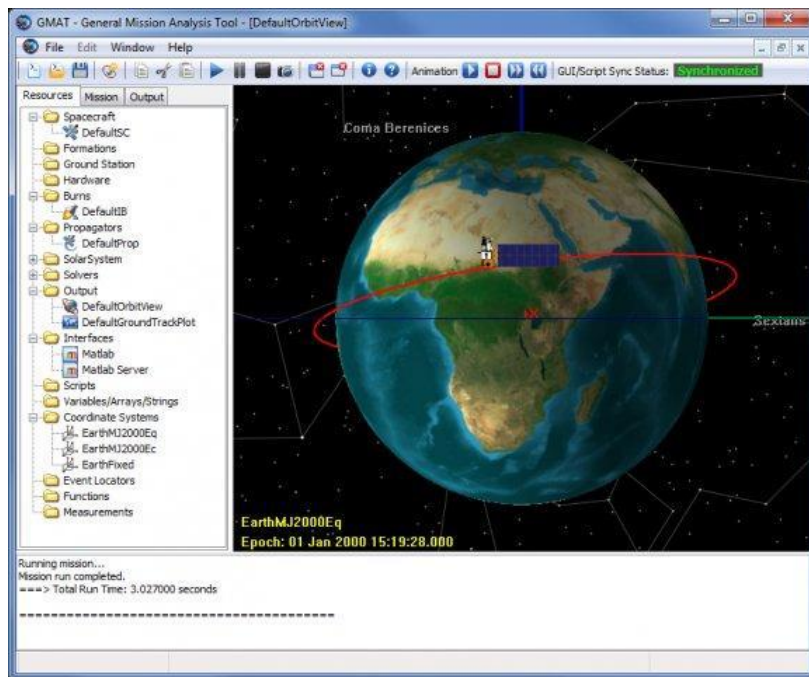 GMAT - General Mission Analysis Tool - [DefaultOrbitView]
File Edit Window Help
Animation GUI/Script Sync Status: Synchronized
Resources Mission Output
Spacecraft
DefaultSC
Formations
Ground Station
Hardware
Burns
DefaultIB
Propagators
DefaultProp
SolarSystem
Solvers
Output
DefaultOrbitView
DefaultGroundTrackPlot
Interfaces
Matlab
Matlab Server
Scripts
Variables/Arrays/Strings
Coordinate Systems
EarthMJ2000Eq
EarthMJ2000Ec
EarthFixed
Event Locators
Functions
Measurements
Coma Berenices
Sextans
EarthMJ2000Eq
Epoch: 01 Jan 2000 15:19:28.000
Running mission...
Mission run completed.
===> Total Run Time: 3.027000 seconds
========================================